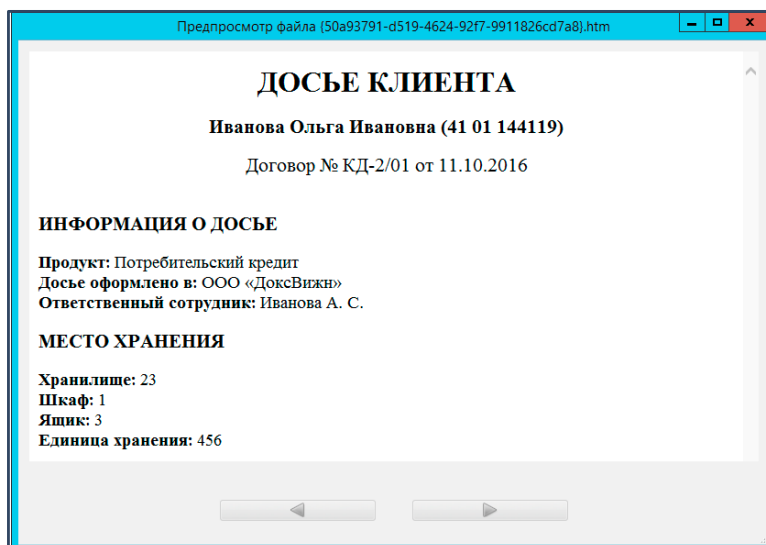 Предпросмотр файла {50a93791-d519-4624-92f7-9911826cd7a8}.htm
ДОСЬЕ КЛИЕНТА
Иванова Ольга Ивановна (41 01 144119)
Договор № КД-2/01 от 11.10.2016
ИНФОРМАЦИЯ О ДОСЬЕ
Продукт: Потребительский кредит
Досье оформлено в: ООО «ДоксВижн»
Ответственный сотрудник: Иванова А. С.
МЕСТО ХРАНЕНИЯ
Хранилище: 23
Шкаф: 1
Ящик: 3
Единица хранения: 456